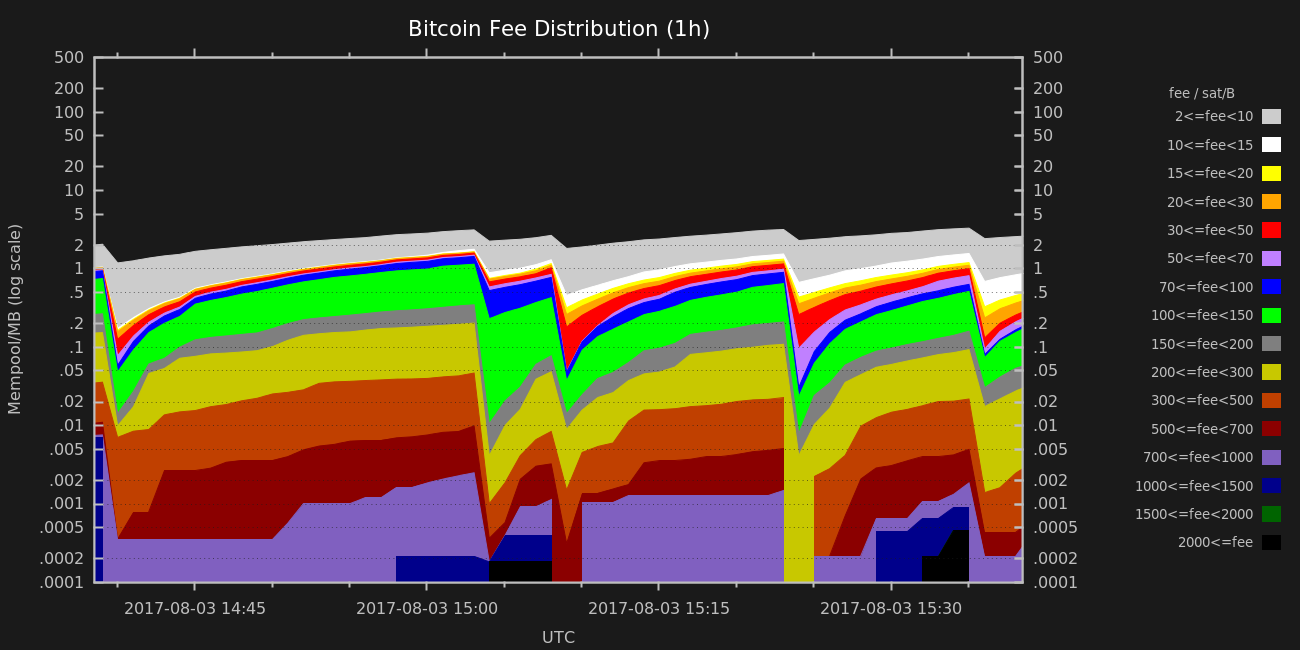 Bitcoin Fee Distribution (1h)
Mempool/MB (log scale)
500
200
100
50
20
10
5
2
1
.5
.2
.1
.05
.02
.01
.005
.002
.001
.0005
.0002
.0001
500
200
100
50
20
10
5
2
1
.5
.2
.1
.05
.02
.01
.005
.002
.001
.0005
.0002
.0001
2017-08-03 14:45
2017-08-03 15:00
2017-08-03 15:15
2017-08-03 15:30
UTC
fee / sat/B
2<=fee<10
10<=fee<15
15<=fee<20
20<=fee<30
30<=fee<50
50<=fee<70
70<=fee<100
100<=fee<150
150<=fee<200
200<=fee<300
300<=fee<500
500<=fee<700
700<=fee<1000
1000<=fee<1500
1500<=fee<2000
2000<=fee